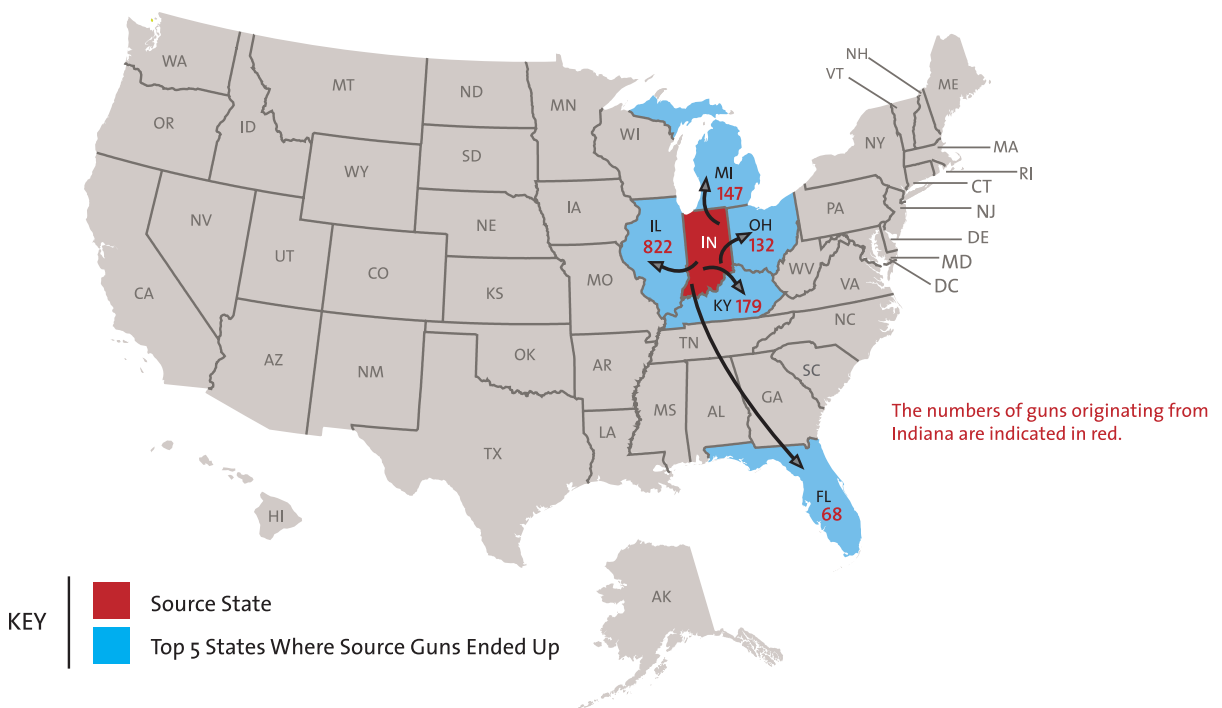 WA
OR
ID
MT
ND
MN
WI
SD
WY
NV
UT
CO
NE
IA
KS
MO
CA
AZ
NM
OK
AR
TX
LA
MS
AL
GA
TN
SC
NC
VA
WV
PA
NY
ME
NH
VT
MA
RI
CT
NJ
DE
MD
DC
MI
147
IL
822
IN
OH
132
KY 179
FL
68
HI
AK
The numbers of guns originating from
Indiana are indicated in red.
KEY
Source State
Top 5 States Where Source Guns Ended Up